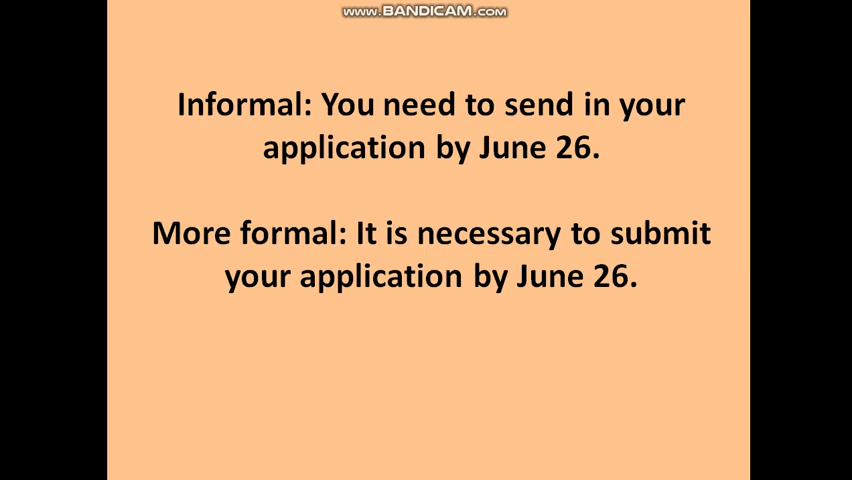 www.BANDICAM.com
Informal: You need to send in your
application by June 26.
More formal: It is necessary to submit
your application by June 26.